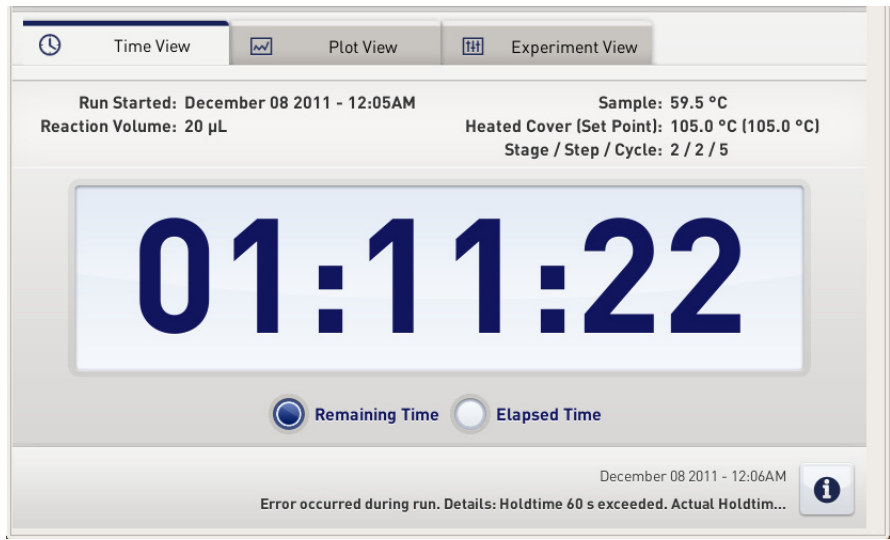 Time View
Plot View
Experiment View
Run Started: December 08 2011 - 12:05AM
Reaction Volume: 20 µL
Sample: 59.5 °C
Heated Cover (Set Point): 105.0 °C (105.0 °C)
Stage / Step / Cycle: 2 / 2 / 5
01:11:22
Remaining Time
Elapsed Time
December 08 2011 - 12:06AM
Error occurred during run. Details: Holdtime 60 s exceeded. Actual Holdtim...